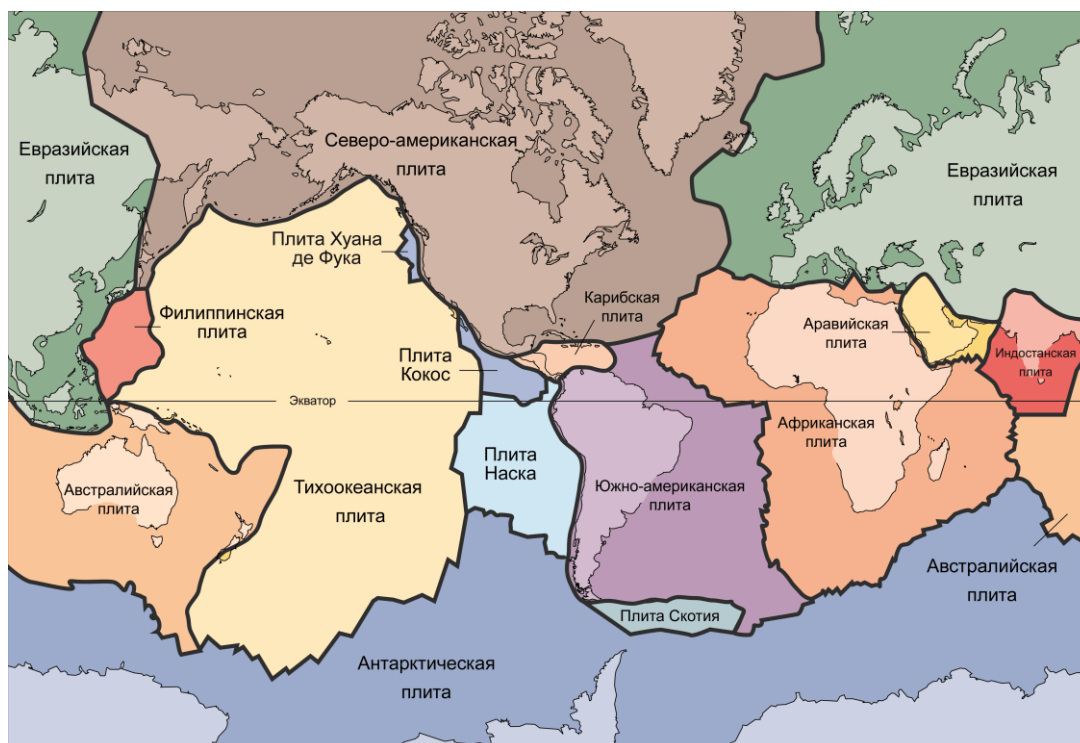 Евразийская
плита
Северо-американская
плита
Евразийская
плита
Плита Хуана
де Фука
Филиппинская
плита
Карибская
плита
Аравийская
плита
Индостанская
плита
Плита
Кокос
Экватор
Африканская
плита
Плита
Наска
Австралийская
плита
Тихоокеанская
плита
Южно-американская
плита
Австралийская
плита
Плита Скотия
Антарктическая
плита